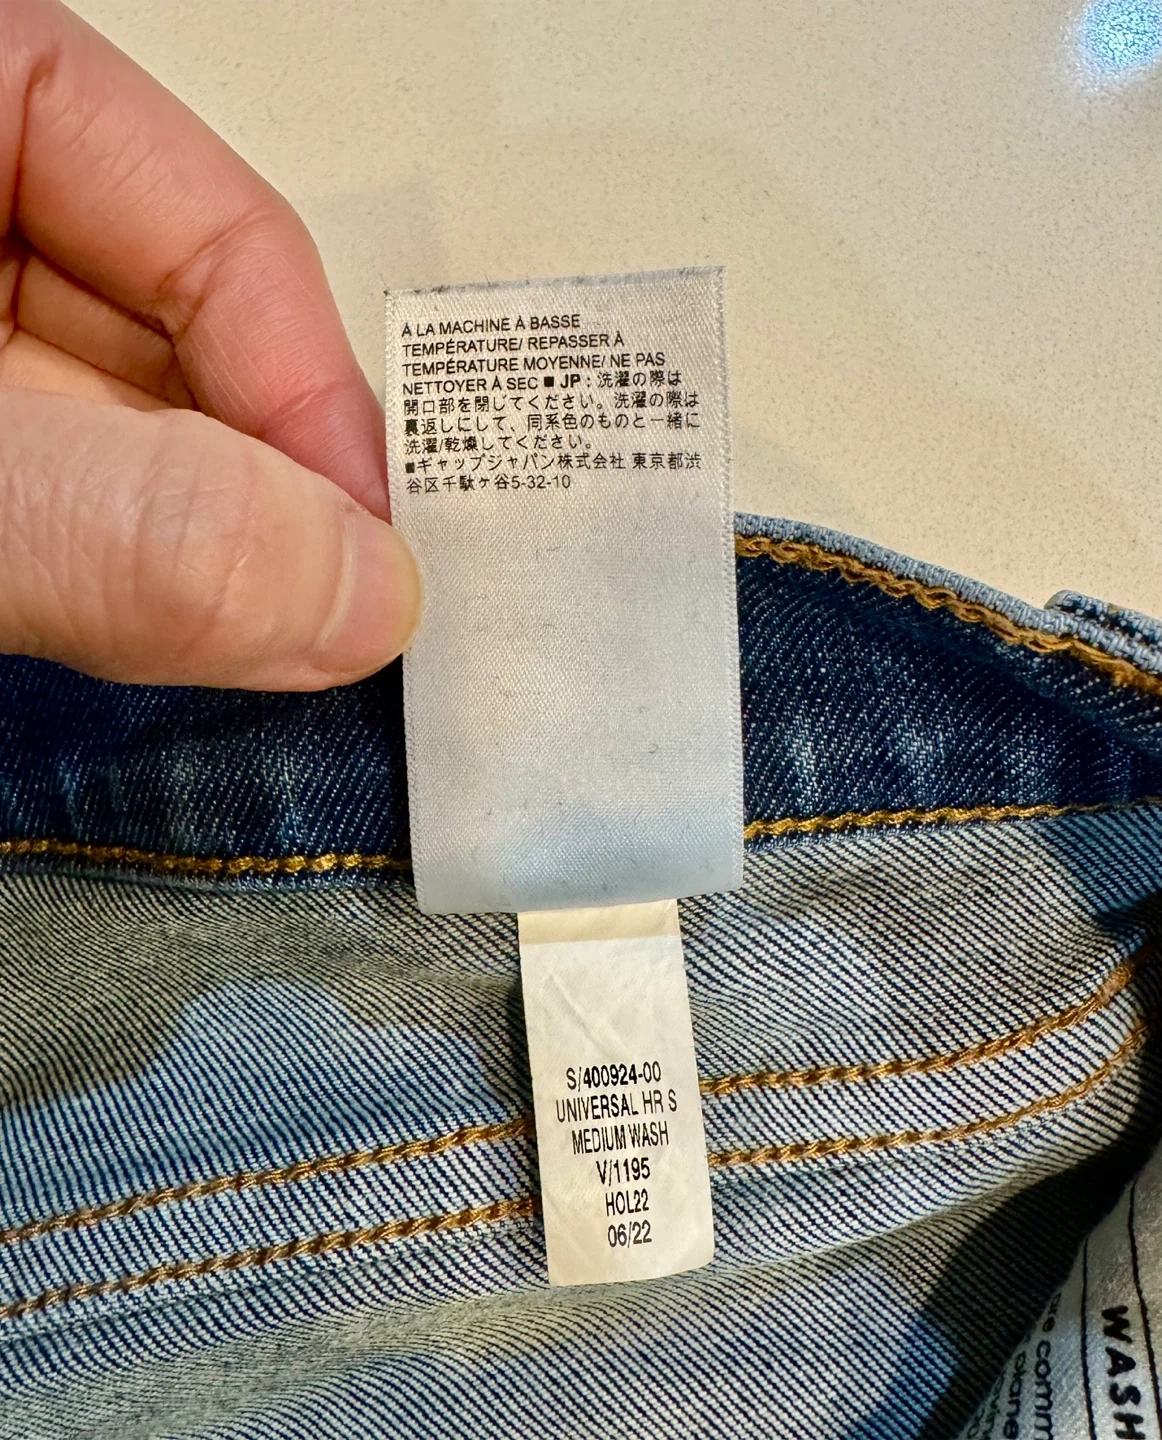 À LA MACHINE À BASSE
TEMPÉRATURE/ REPASSER À
TEMPÉRATURE MOYENNE/ NE PAS
NETTOYER À SEC ■ JP : 洗濯の際は
開口部を閉じてください。洗濯の際は
裏返しにして、同系色のものと一緒に
洗濯/乾燥してください。
■ギャップジャパン株式会社 東京都渋
谷区千駄ヶ谷5-32-10
S/400924-00
UNIVERSAL HR S
MEDIUM WASH
V/1195
HOL22
06/22
WASH